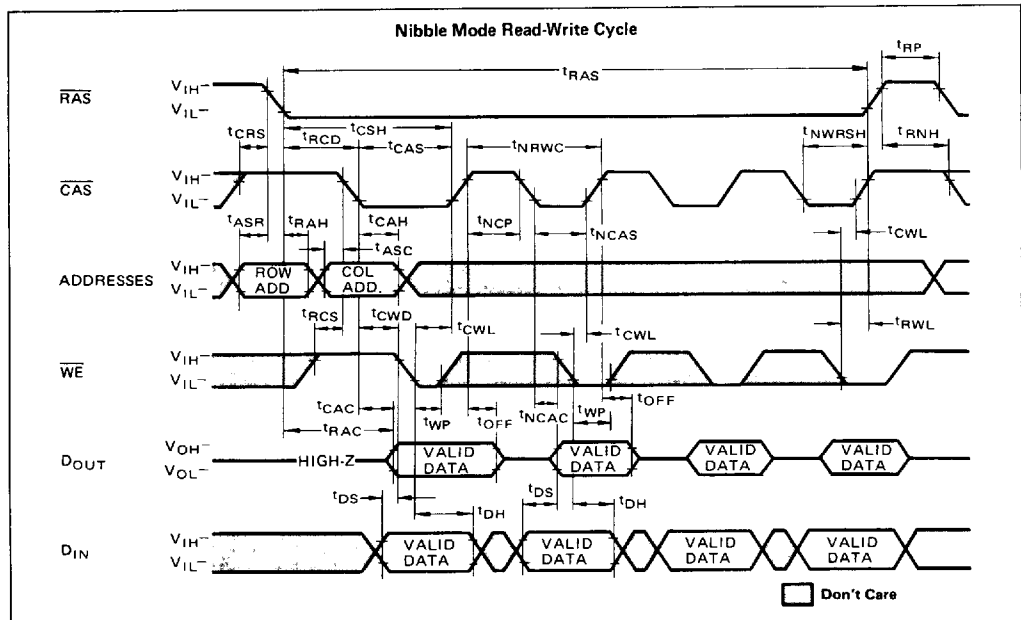 Nibble Mode Read-Write Cycle
tRP
tRAS
RAS
VIH–
VIL–
tCRS
tRCD
tCSH
tCAS
tNRWC
tNWRSH
tRNH
CAS
VIH–
VIL–
tASR
tRAH
tCAH
tASC
tNCP
tNCAS
tCWL
ADDRESSES
VIH–
VIL–
ROW
ADD
COL
ADD.
tRCS
tCWD
tCWL
tCWL
tRWL
WE
VIH–
VIL–
tCAC
tRAC
tWP
tOFF
tNCAC
tWP
tOFF
DOUT
VOH–
VOL–
HIGH-Z
VALID
DATA
VALID
DATA
VALID
DATA
VALID
DATA
tDS
tDH
tDS
tDH
DIN
VIH–
VIL–
VALID
DATA
VALID
DATA
VALID
DATA
VALID
DATA
Don't Care